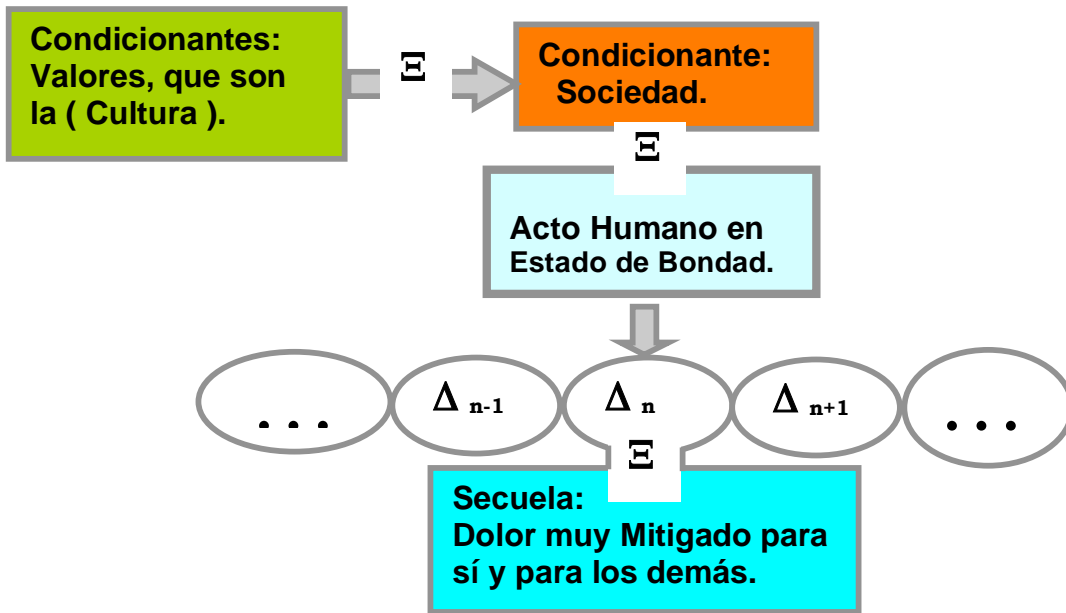 Condicionantes:
Valores, que son
la ( Cultura ).
Ξ
Condicionante:
Sociedad.
Ξ
Acto Humano en
Estado de Bondad.
. . .
Δ n-1
Δ n
Δ n+1
. . .
Ξ
Secuela:
Dolor muy Mitigado para
sí y para los demás.